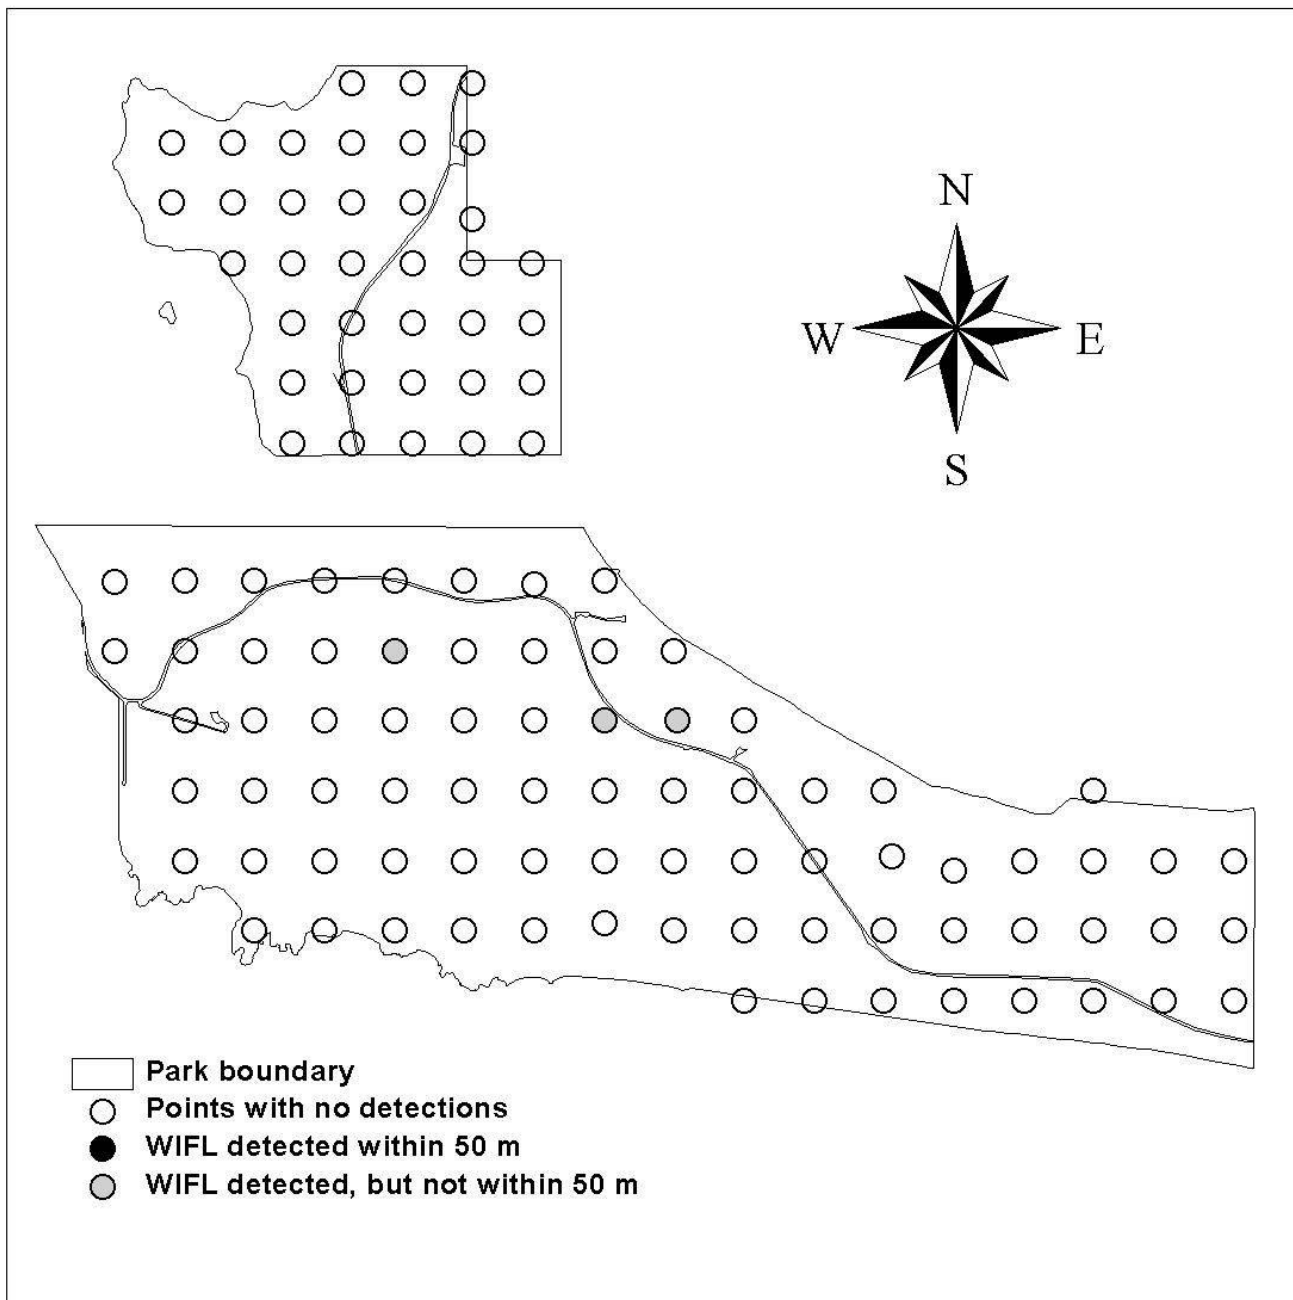 N
W
E
S
Park boundary
Points with no detections
WIFL detected within 50 m
WIFL detected, but not within 50 m